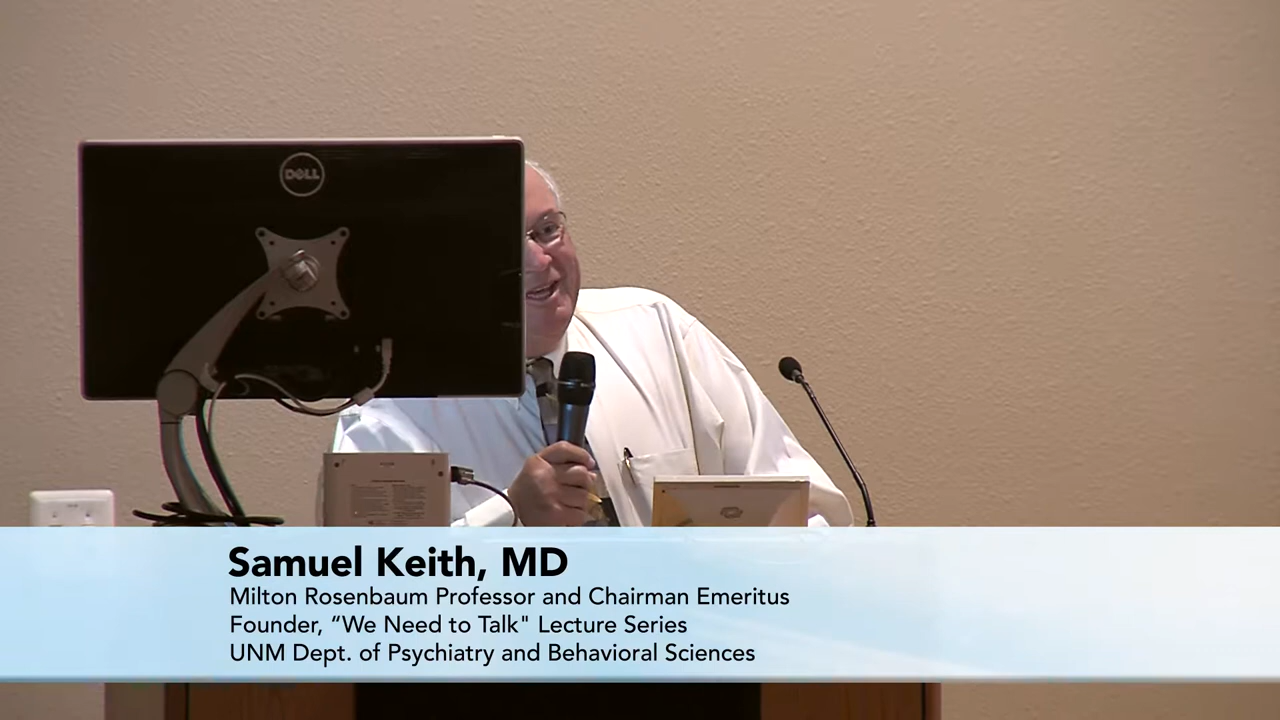 DELL
Samuel Keith, MD
Milton Rosenbaum Professor and Chairman Emeritus
Founder, “We Need to Talk" Lecture Series
UNM Dept. of Psychiatry and Behavioral Sciences